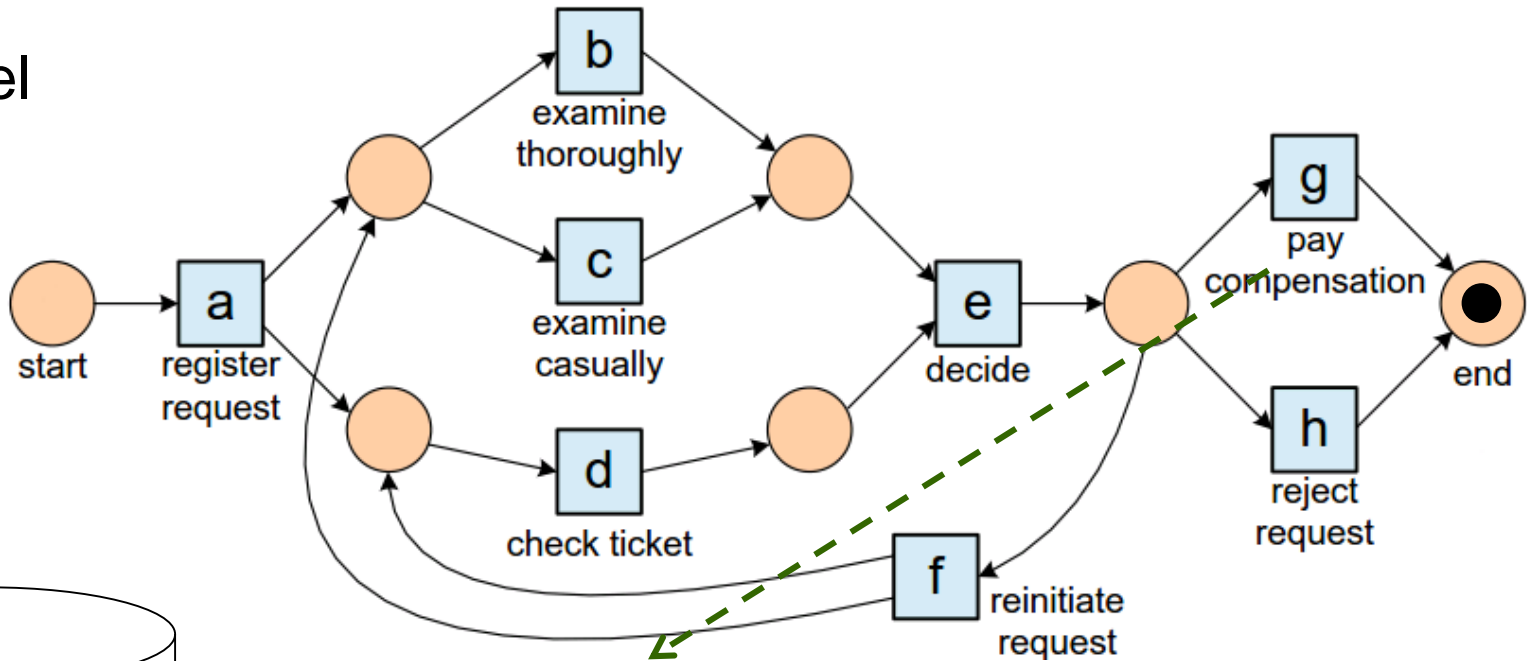 el
b
examine
thoroughly
c
examine
casually
start
a
register
request
d
check ticket
e
decide
g
pay
compensation
h
reject
request
end
f
reinitiate
request